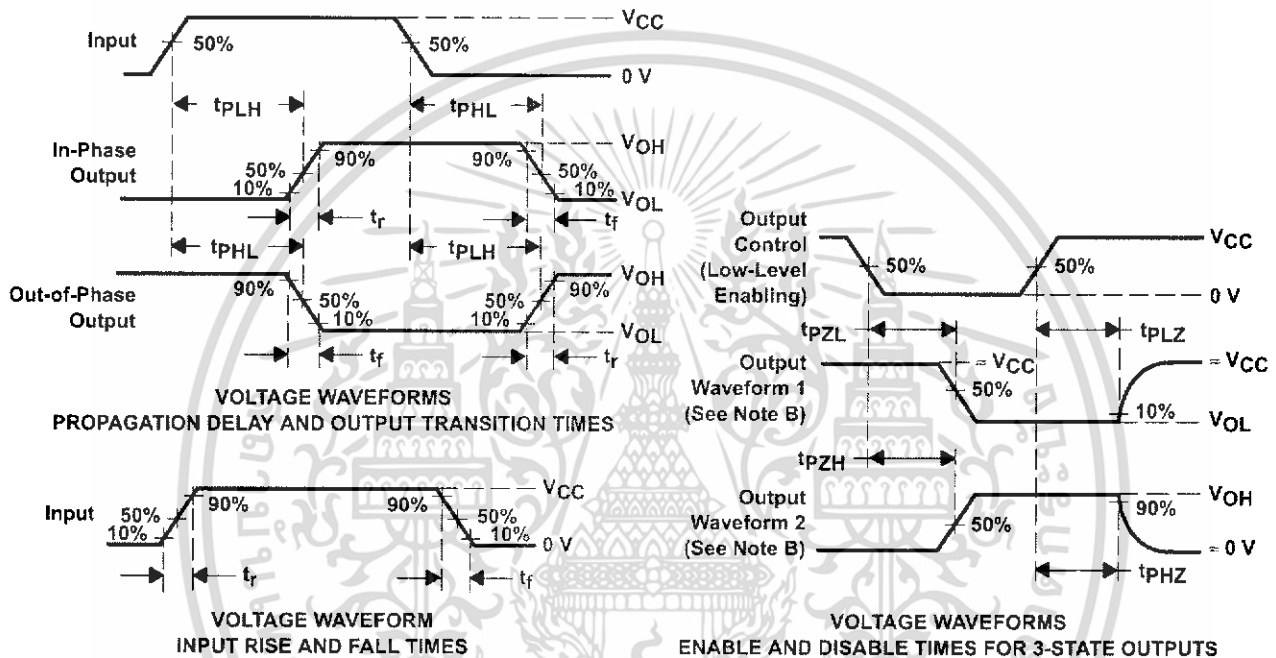 Input
50%
50%
VCC
0 V
tPLH
tPHL
In-Phase
Output
50%
10%
90%
90%
50%
10%
VOH
VOL
tr
tf
tPHL
tPLH
Out-of-Phase
Output
90%
50%
10%
50%
10%
90%
VOH
VOL
tf
tr
VOLTAGE WAVEFORMS
PROPAGATION DELAY AND OUTPUT TRANSITION TIMES
Input
50%
10%
90%
90%
50%
10%
VCC
0 V
tr
tf
VOLTAGE WAVEFORM
INPUT RISE AND FALL TIMES
Output
Control
(Low-Level
Enabling)
50%
50%
VCC
0 V
tPZL
tPLZ
Output
Waveform 1
(See Note B)
≈ VCC
50%
≈ VCC
10%
VOL
tPZH
Output
Waveform 2
(See Note B)
50%
VOH
90%
≈ 0 V
tPHZ
VOLTAGE WAVEFORMS
ENABLE AND DISABLE TIMES FOR 3-STATE OUTPUTS